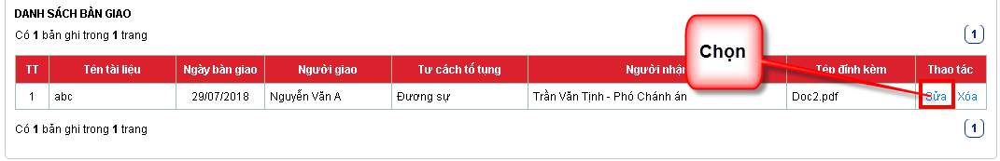 DANH SÁCH BÀN GIAO
Có 1 bản ghi trong 1 trang
1
Chọn
TT Tên tài liệu Ngày bàn giao Người giao Tư cách tố tụng Người nhận Tệp đính kèm Thao tác
1 abc 29/07/2018 Nguyễn Văn A Đương sự Trần Văn Tịnh - Phó Chánh án Doc2.pdf Sửa Xóa
Có 1 bản ghi trong 1 trang
1